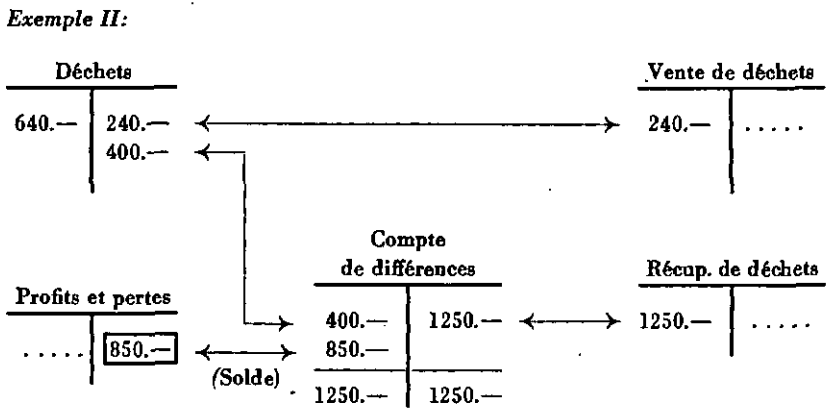 Exemple II:
Déchets
Vente de déchets
640.— 240.—
240.— .....
400.—
Compte
de différences
Récup. de déchets
Profits et pertes
400.— 1250.—
1250.— .....
..... 850.—
850.—
(Solde)
1250.— 1250.—